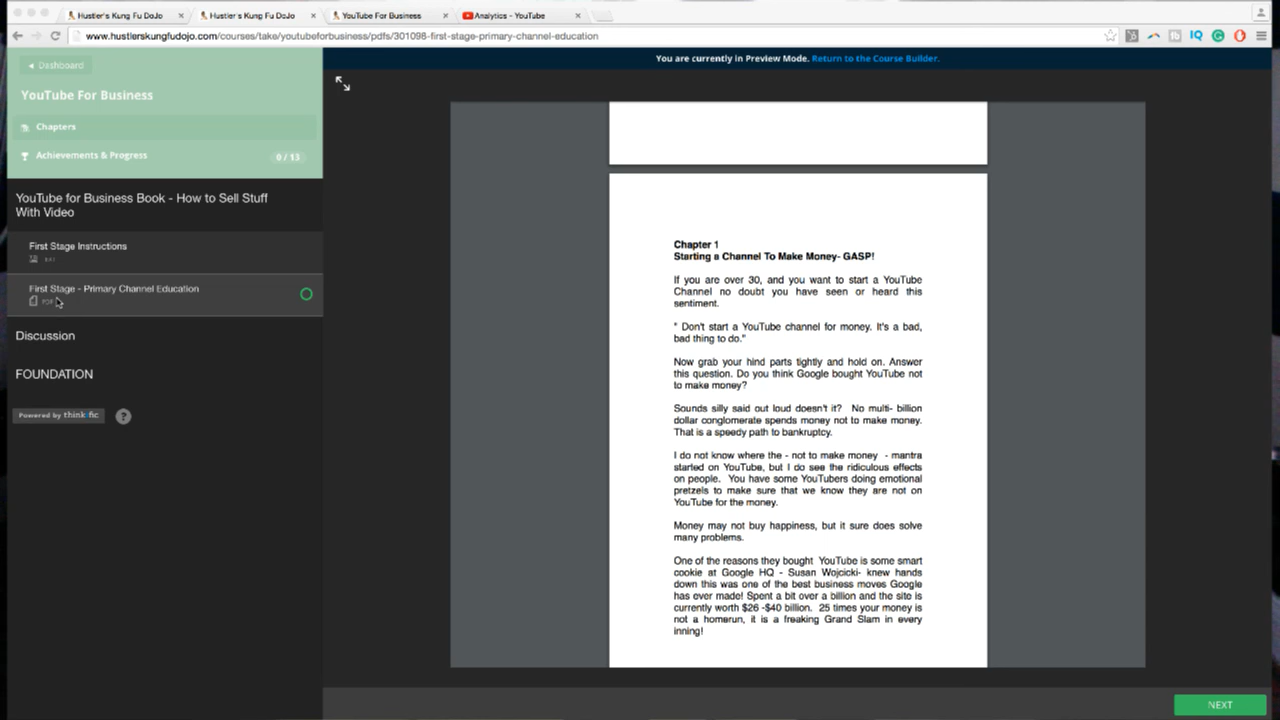 Hustler's Kung Fu DoJo
Hustler's Kung Fu DoJo
YouTube For Business
Analytics - YouTube
www.hustlerskungfudojo.com/courses/take/youtubeforbusiness/pdfs/301098-first-stage-primary-channel-education
IQ
You are currently in Preview Mode. Return to the Course Builder.
Dashboard
YouTube For Business
Chapters
Achievements & Progress
0 / 13
YouTube for Business Book - How to Sell Stuff
With Video
First Stage Instructions
First Stage - Primary Channel Education
PDF
Discussion
FOUNDATION
Powered by thinkific
?
Chapter 1
Starting a Channel To Make Money- GASP!
If you are over 30, and you want to start a YouTube
Channel no doubt you have seen or heard this
sentiment.
" Don't start a YouTube channel for money. It's a bad,
bad thing to do."
Now grab your hind parts tightly and hold on. Answer
this question. Do you think Google bought YouTube not
to make money?
Sounds silly said out loud doesn't it? No multi- billion
dollar conglomerate spends money not to make money.
That is a speedy path to bankruptcy.
I do not know where the - not to make money - mantra
started on YouTube, but I do see the ridiculous effects
on people. You have some YouTubers doing emotional
pretzels to make sure that we know they are not on
YouTube for the money.
Money may not buy happiness, but it sure does solve
many problems.
One of the reasons they bought YouTube is some smart
cookie at Google HQ - Susan Wojcicki- knew hands
down this was one of the best business moves Google
has ever made! Spent a bit over a billion and the site is
currently worth $26 -$40 billion. 25 times your money is
not a homerun, it is a freaking Grand Slam in every
inning!
NEXT